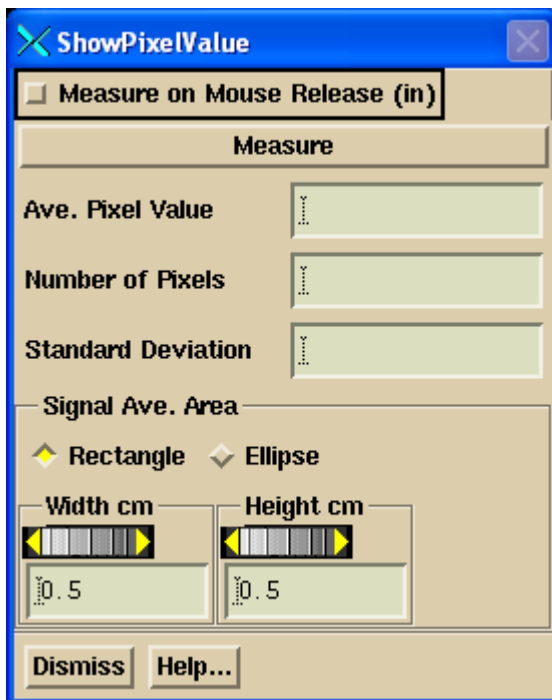 ShowPixelValue
Measure on Mouse Release (in)
Measure
Ave. Pixel Value
Number of Pixels
Standard Deviation
Signal Ave. Area
Rectangle Ellipse
Width cm Height cm
0.5 0.5
Dismiss Help...